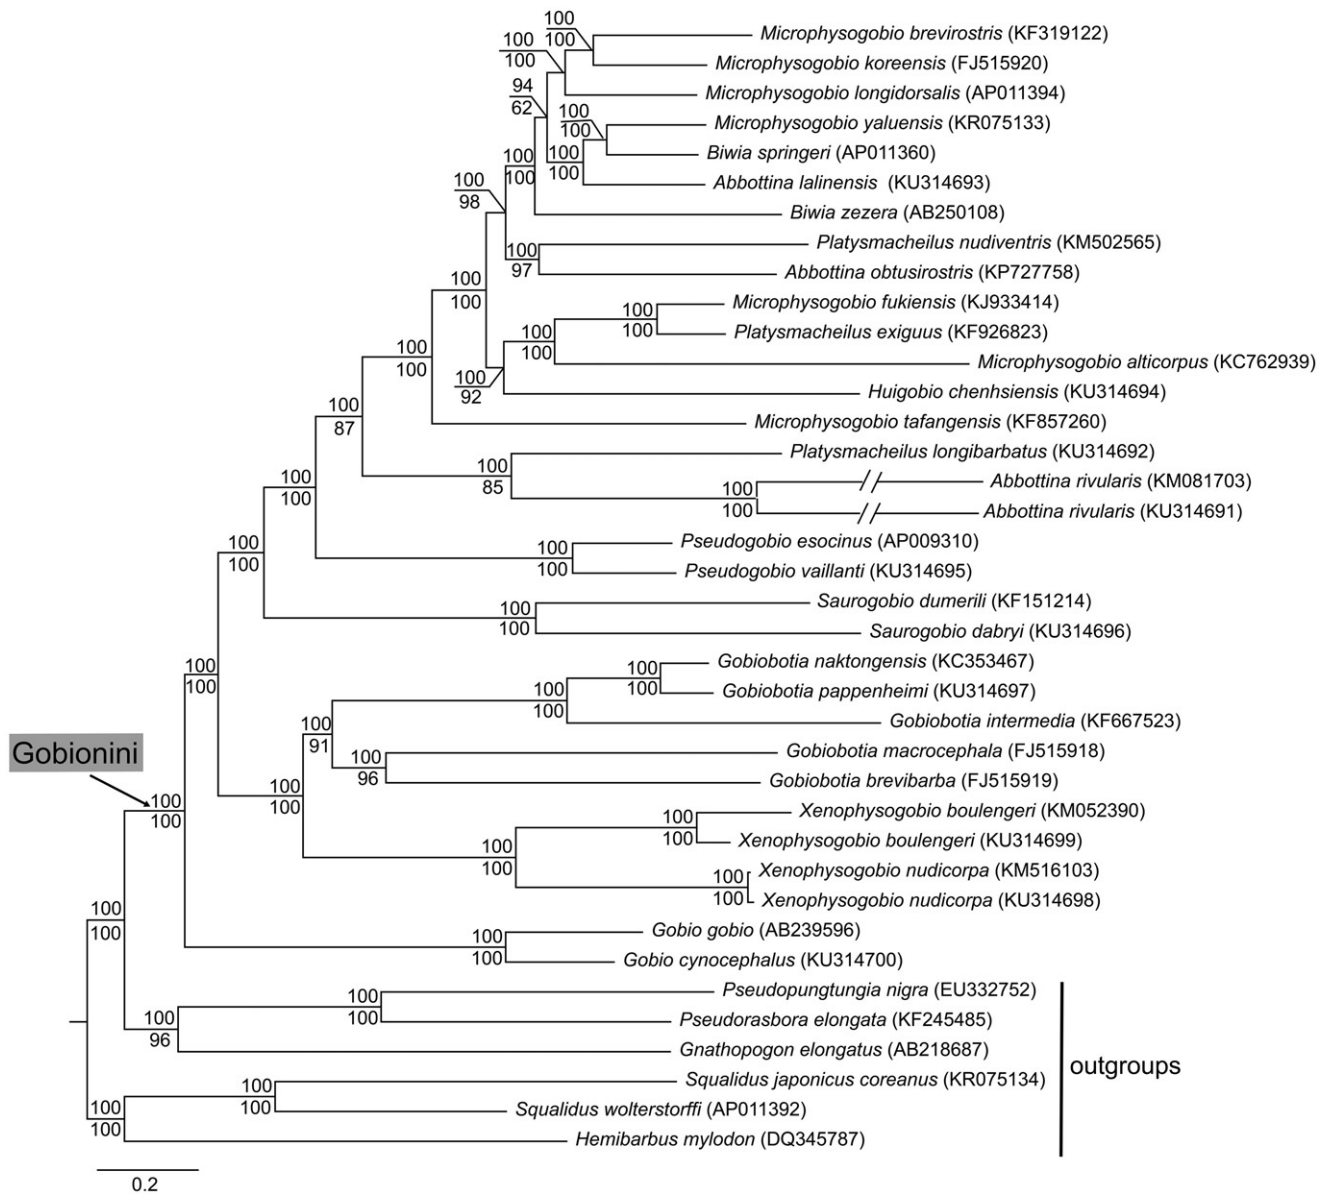 100
100
Microphysogobio brevirostris (KF319122)
100
100
Microphysogobio koreensis (FJ515920)
94
62
Microphysogobio longidorsalis (AP011394)
100
100
Microphysogobio yaluensis (KR075133)
100
100
Biwia springeri (AP011360)
100
100
Abbottina lalinensis (KU314693)
100
98
Biwia zezera (AB250108)
Platysmacheilus nudiventris (KM502565)
100
97
Abbottina obtusirostris (KP727758)
100
100
Microphysogobio fukiensis (KJ933414)
100
100
Platysmacheilus exiguus (KF926823)
100
100
Microphysogobio alticorpus (KC762939)
100
100
100
92
Huigobio chenhsiensis (KU314694)
100
87
Microphysogobio tafangensis (KF857260)
Platysmacheilus longibarbatus (KU314692)
100
85
Abbottina rivularis (KM081703)
100
100
100
100
Abbottina rivularis (KU314691)
Pseudogobio esocinus (AP009310)
100
100
100
100
Pseudogobio vaillanti (KU314695)
Saurogobio dumerili (KF151214)
100
100
Saurogobio dabryi (KU314696)
Gobiobotia naktongensis (KC353467)
100
100
100
100
Gobiobotia pappenheimi (KU314697)
100
100
Gobiobotia intermedia (KF667523)
100
91
Gobionini
Gobiobotia macrocephala (FJ515918)
100
96
Gobiobotia brevibarba (FJ515919)
100
100
100
100
Xenophysogobio boulengeri (KM052390)
100
100
Xenophysogobio boulengeri (KU314699)
100
100
Xenophysogobio nudicorpa (KM516103)
100
100
Xenophysogobio nudicorpa (KU314698)
100
100
Gobio gobio (AB239596)
100
100
Gobio cynocephalus (KU314700)
Pseudopungtungia nigra (EU332752)
100
100
Pseudorasbora elongata (KF245485)
100
96
Gnathopogon elongatus (AB218687)
outgroups
Squalidus japonicus coreanus (KR075134)
100
100
Squalidus wolterstorffi (AP011392)
100
100
Hemibarbus mylodon (DQ345787)
0.2